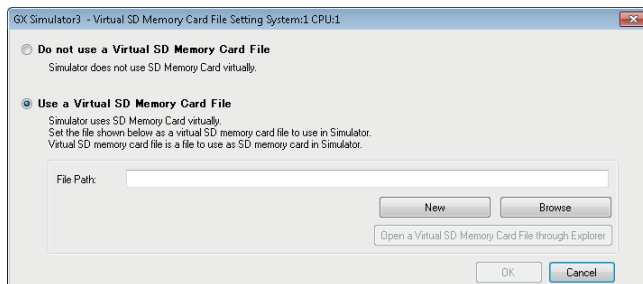 GX Simulator3 - Virtual SD Memory Card File Setting System:1 CPU:1
Do not use a Virtual SD Memory Card File
Simulator does not use SD Memory Card virtually.
Use a Virtual SD Memory Card File
Simulator uses SD Memory Card virtually.
Set the file shown below as a virtual SD memory card file to use in Simulator.
Virtual SD memory card file is a file to use as SD memory card in Simulator.
File Path:
New Browse
Open a Virtual SD Memory Card File through Explorer
OK Cancel